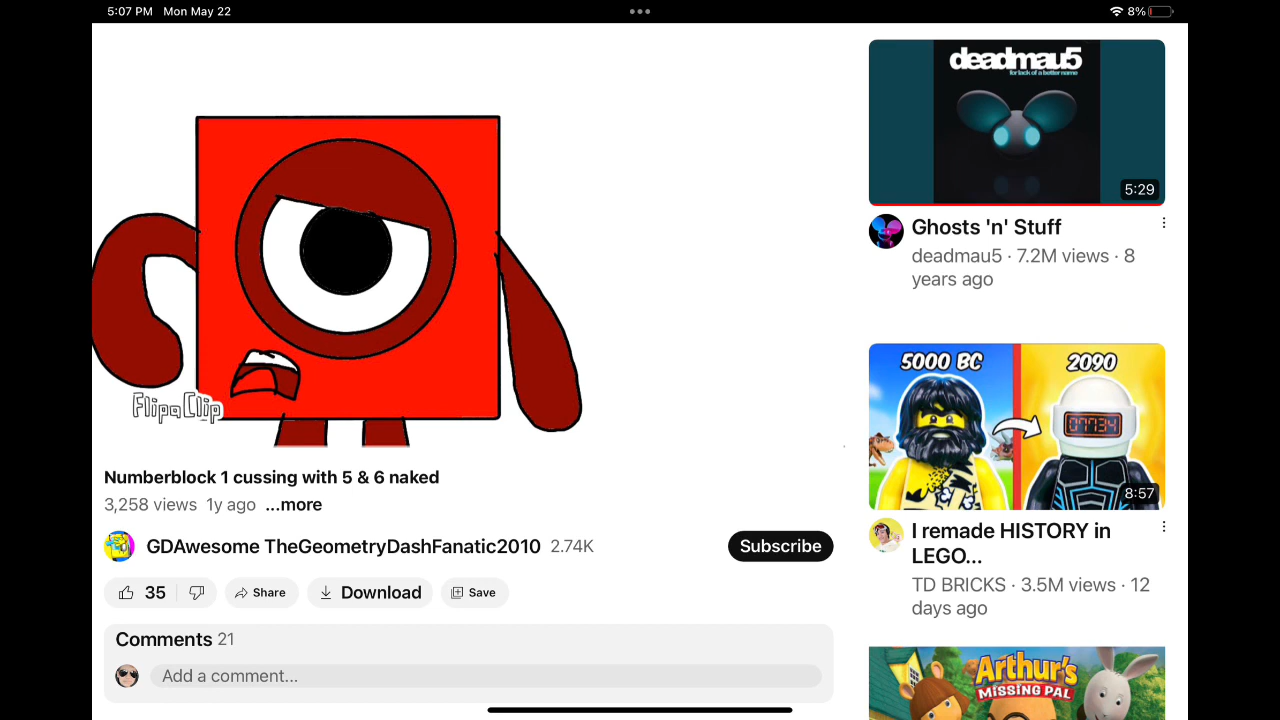 5:07 PM Mon May 22
8%
FlipaClip
Numberblock 1 cussing with 5 & 6 naked
3,258 views 1y ago ...more
GDAwesome TheGeometryDashFanatic2010 2.74K
Subscribe
35
Share
Download
Save
Comments 21
Add a comment...
deadmau5
for lack of a better name
5:29
Ghosts 'n' Stuff
deadmau5 · 7.2M views · 8
years ago
5000 BC
2090
07734
8:57
I remade HISTORY in
LEGO...
TD BRICKS · 3.5M views · 12
days ago
Arthur's
MISSING PAL